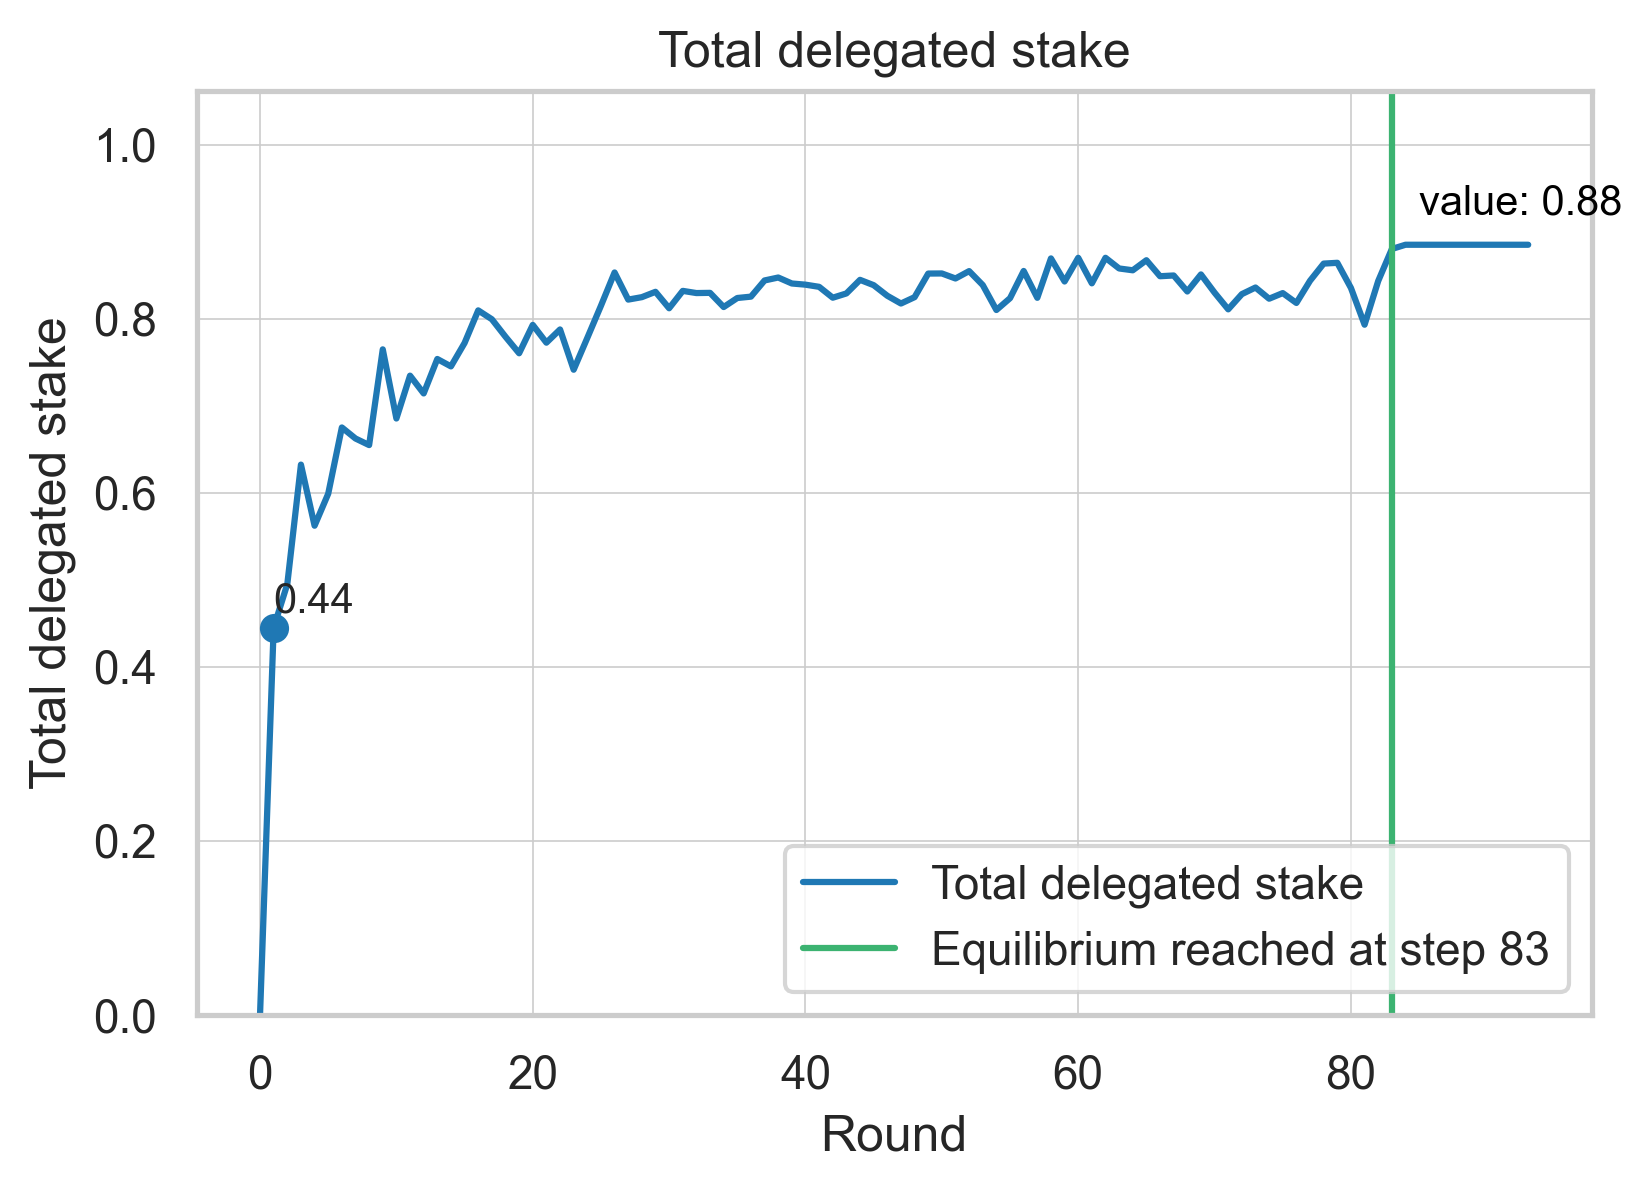 Total delegated stake
Total delegated stake
1.0
0.8
0.6
0.4
0.2
0.0
value: 0.88
0.44
Total delegated stake
Equilibrium reached at step 83
0 20 40 60 80
Round